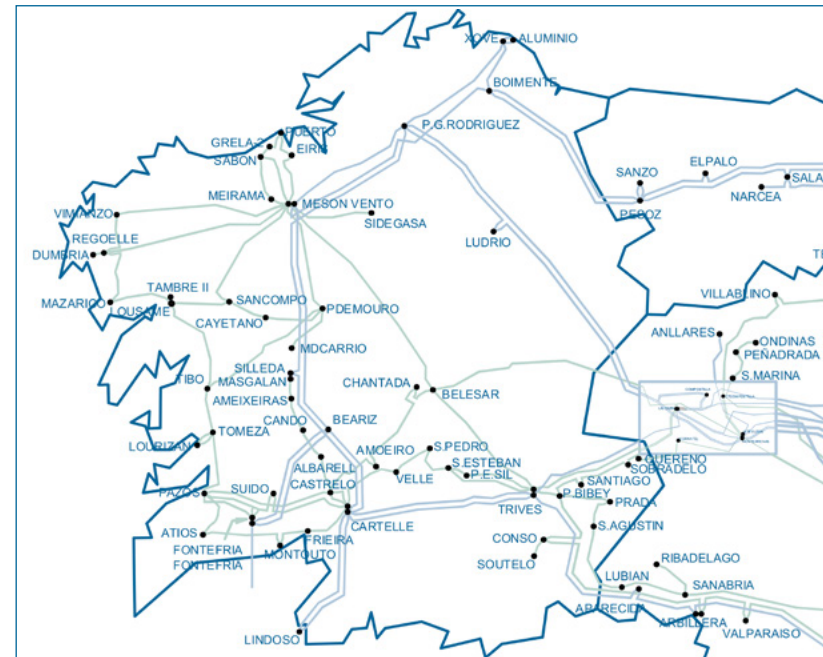 XOVE
ALUMINIO
BOIMENTE
P.G.RODRIGUEZ
PUERTO
GRELA-2
EIRIS
SABON
SANZO
ELPALO
SALA
NARCEA
PESOZ
MEIRAMA
MESON VENTO
SIDEGASA
VIMIANZO
LUDRIO
REGOELLE
DUMBRIA
TAMBRE II
MAZARICO
LOUSAME
SANCOMPO
CAYETANO
PDEMOURO
VILLABLINO
ANLLARES
ONDINAS
PEÑADRADA
S.MARINA
MDCARRIO
SILLEDA
MASGALAN
AMEIXEIRAS
TIBO
CHANTADA
BELESAR
CANDO
BEARIZ
LOURIZAN
TOMEZA
ALBARELL
AMOEIRO
S.PEDRO
CASTRELO
VELLE
S.ESTEBAN
P.E.SIL
QUEREÑO
SOBRADELO
SANTIAGO
PAZOS
SUIDO
TRIVES
P.BIBEY
PRADA
CARTELLE
ATIOS
FRIEIRA
FONTEFRIA
MONTOUTO
FONTEFRIA
CONSO
S.AGUSTIN
SOUTELO
RIBADELAGO
LUBIAN
SANABRIA
APARECIDA
ARBILLERA
VALPARAISO
LINDOSO